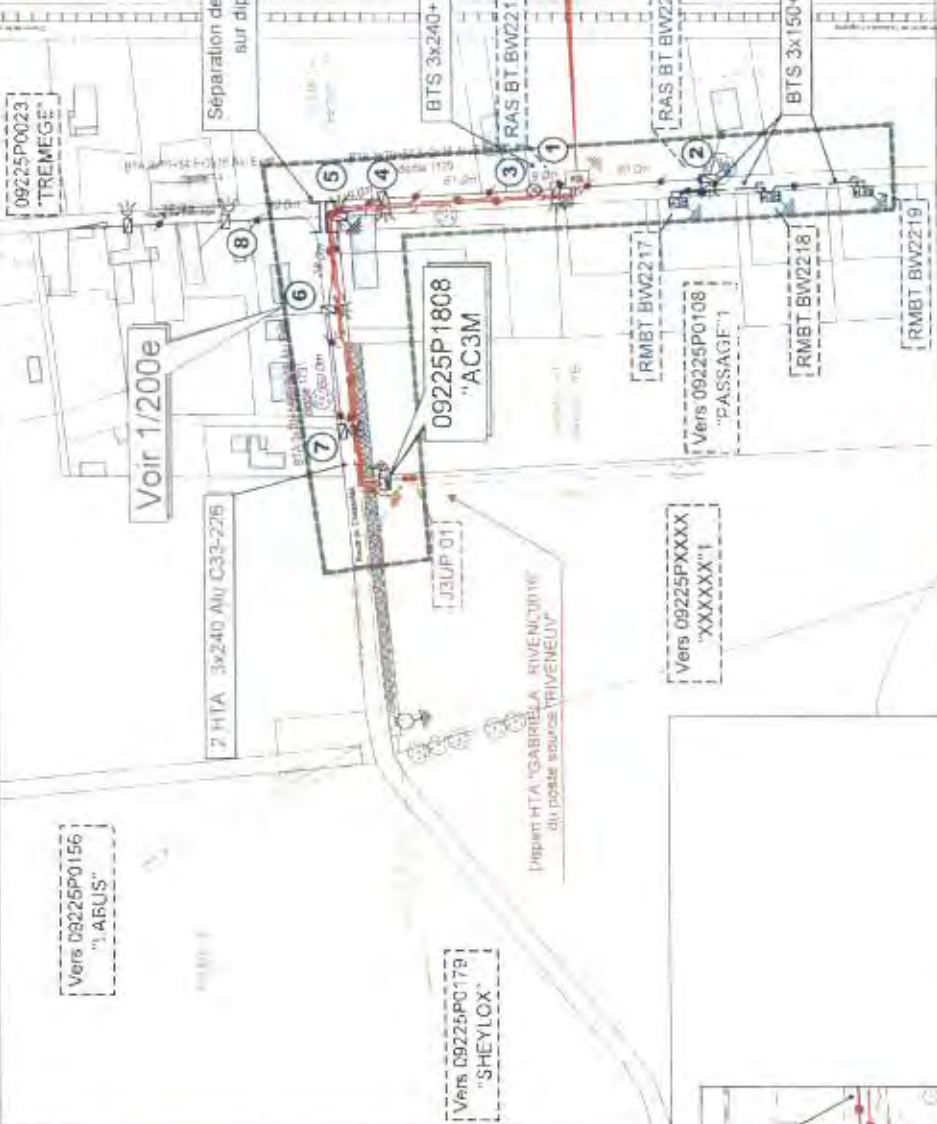 09225P0023
"TREMEGE"
Séparation de
sur dip
BTS 3x240+
RAS BT BW221
RAS BT BW22
BTS 3x150+
5
4
3
1
2
8
6
7
Voir 1/200e
09225P1808
"AC3M"
RMBT BW2217
Vers 09225P0108
"PASSAGE"1
RMBT BW2218
RMBT BW2219
2 HTA 3x240 Alu C33-226
J3UP 01
Vers 09225PXXXX
"XXXXXX"1
Départ HTA "GABRIELA RIVENC0016"
du poste source "RIVENEUV"
Vers 09225P0156
"LABUS"
Vers 09225P0179
"SHEYLOX"